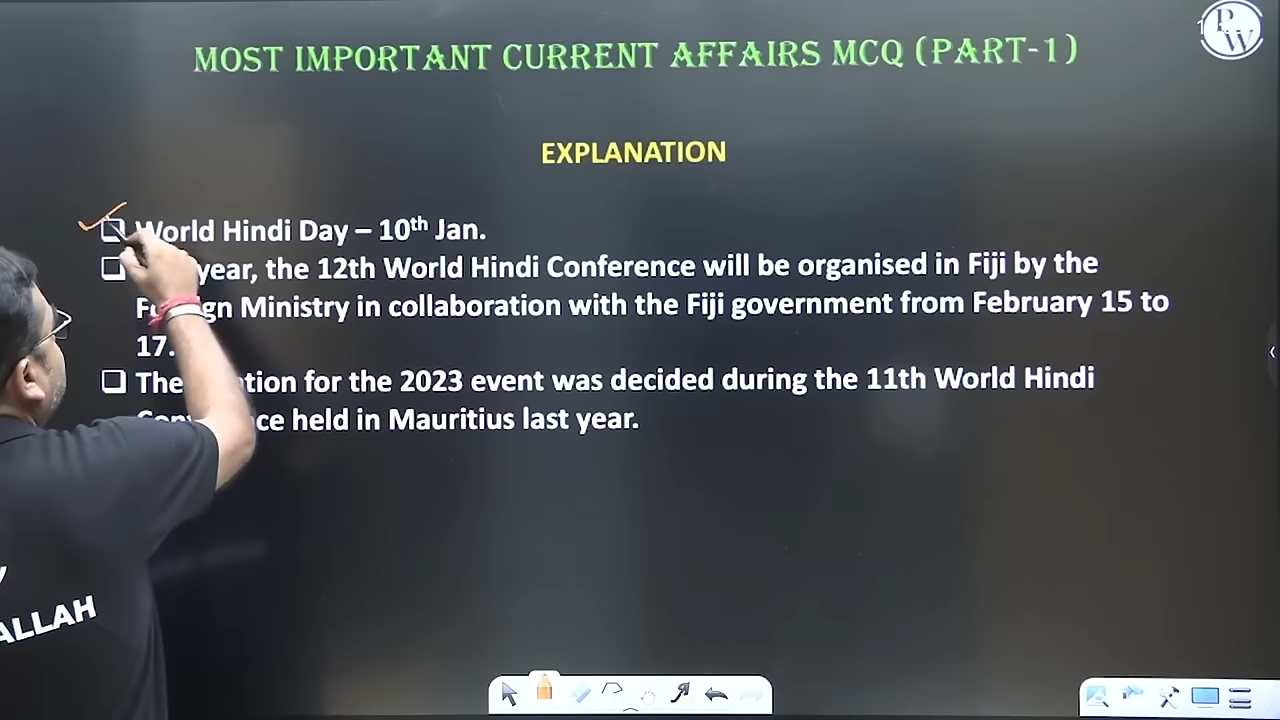 MOST IMPORTANT CURRENT AFFAIRS MCQ (PART-1)
PW
EXPLANATION
World Hindi Day – 10th Jan.
year, the 12th World Hindi Conference will be organised in Fiji by the
Ministry in collaboration with the Fiji government from February 15 to
17.
The for the 2023 event was decided during the 11th World Hindi
held in Mauritius last year.
ALLAH